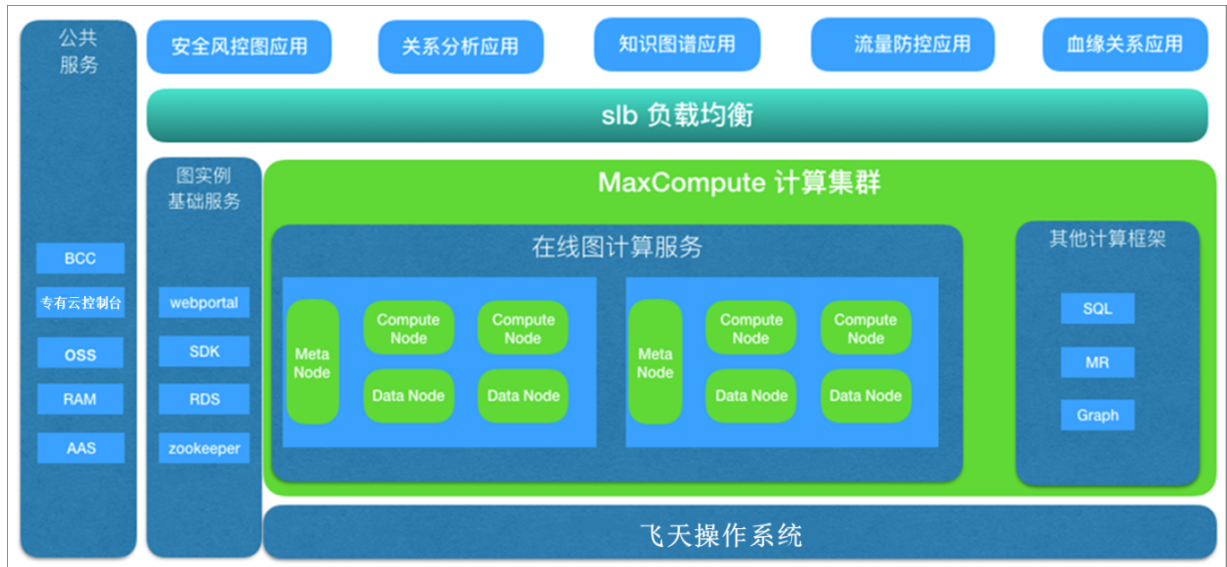 公共
服务
BCC
专有云控制台
OSS
RAM
AAS
安全风控图应用
关系分析应用
知识图谱应用
流量防控应用
血缘关系应用
slb 负载均衡
图实例
基础服务
webportal
SDK
RDS
zookeeper
MaxCompute 计算集群
在线图计算服务
Meta
Node
Compute
Node
Compute
Node
Data Node
Data Node
Meta
Node
Compute
Node
Compute
Node
Data Node
Data Node
其他计算框架
SQL
MR
Graph
飞天操作系统